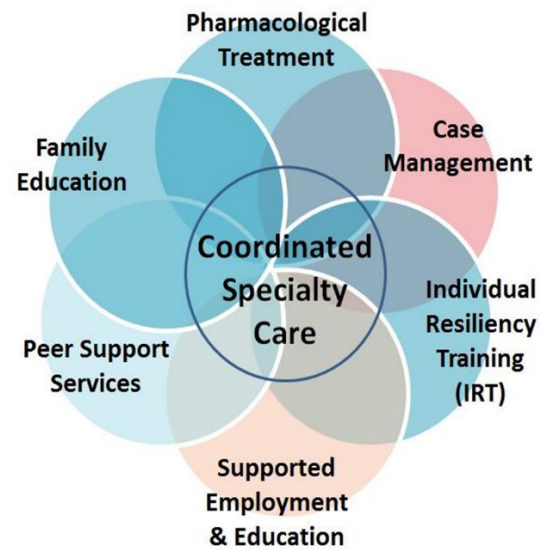 Pharmacological
Treatment
Case
Management
Family
Education
Coordinated
Specialty
Care
Individual
Resiliency
Training
(IRT)
Peer Support
Services
Supported
Employment
& Education